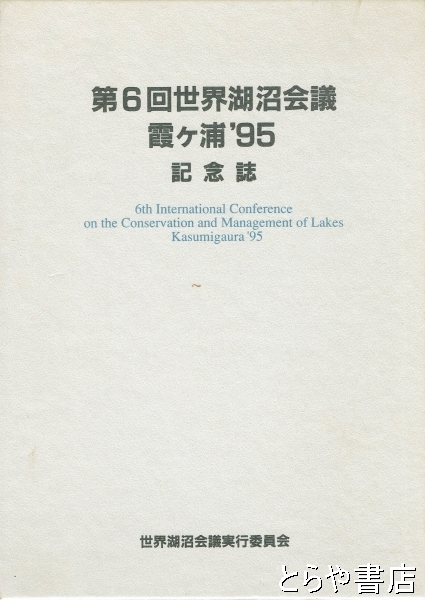 第6回世界湖沼会議
霞ヶ浦'95
記念誌
6th International Conference
on the Conservation and Management of Lakes
Kasumigaura '95
世界湖沼会議実行委員会
とらや書店